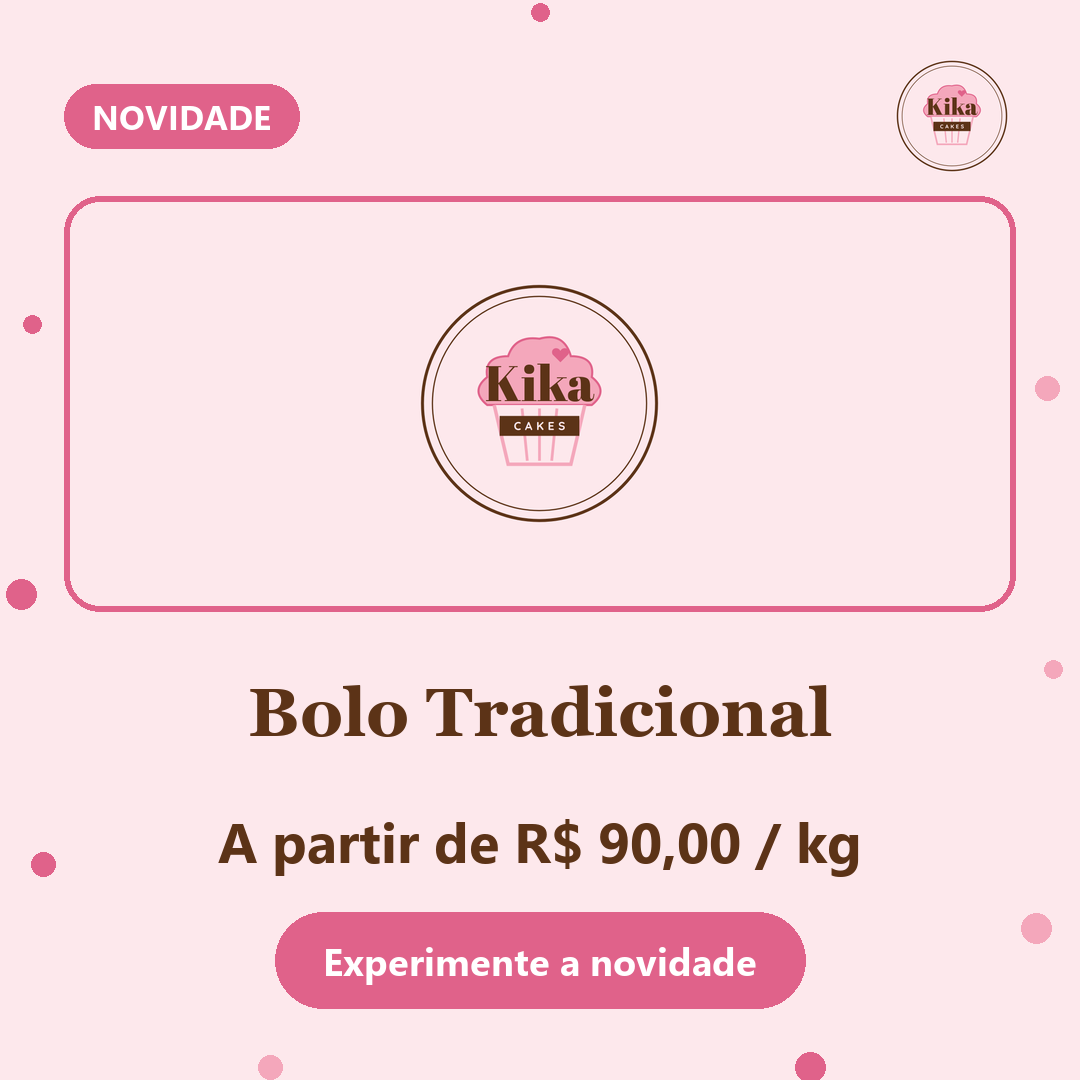 NOVIDADE
Kika
CAKES
Kika
CAKES
Bolo Tradicional
A partir de R$ 90,00 / kg
Experimente a novidade